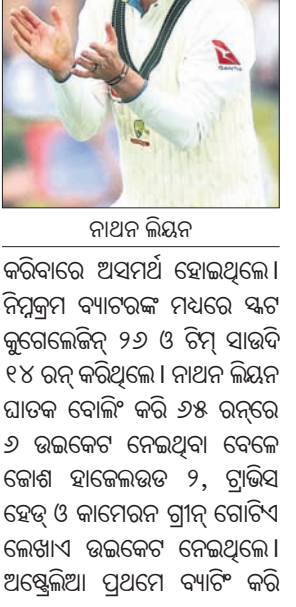 ନାଥନ ଲିୟନ
କରିବାରେ ଅସମର୍ଥ ହୋଇଥିଲେ।
ନିମ୍ନକ୍ରମ ବ୍ୟାଟରଙ୍କ ମଧ୍ୟରେ ସ୍କଟ
କୁଗେଲେଜିନ୍ ୨୬ ଓ ଟିମ୍ ସାଉଦି
୧୪ ରନ୍ କରିଥିଲେ। ନାଥନ ଲିୟନ
ଘାତକ ବୋଲିଂ କରି ୬୫ ରନ୍‌ରେ
୬ ଉଇକେଟ ନେଇଥିବା ବେଳେ
ଜୋଶ ହାଜେଲଉଡ ୨, ଟ୍ରାଭିସ
ହେଡ୍ ଓ କାମେରନ ଗ୍ରୀନ୍ ଗୋଟିଏ
ଲେଖାଏ ଉଇକେଟ ନେଇଥିଲେ।
ଅଷ୍ଟ୍ରେଲିଆ ପ୍ରଥମେ ବ୍ୟାଟିଂ କରି